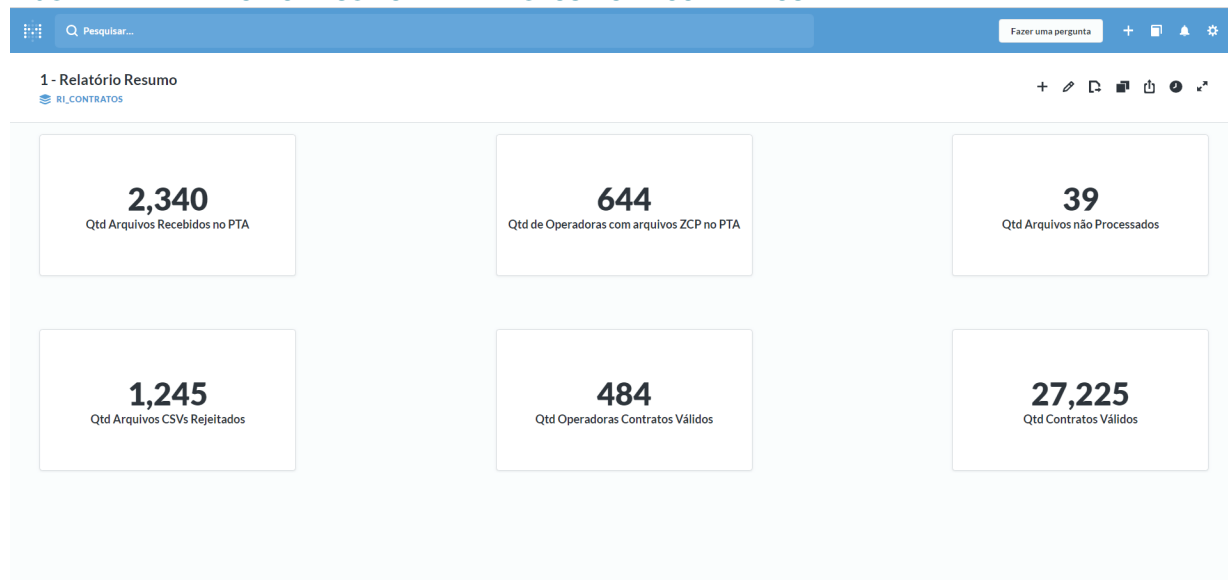 Pesquisar...
Fazer uma pergunta
1 - Relatório Resumo
RI_CONTRATOS
2,340
Qtd Arquivos Recebidos no PTA
644
Qtd de Operadoras com arquivos ZCP no PTA
39
Qtd Arquivos não Processados
1,245
Qtd Arquivos CSVs Rejeitados
484
Qtd Operadoras Contratos Válidos
27,225
Qtd Contratos Válidos